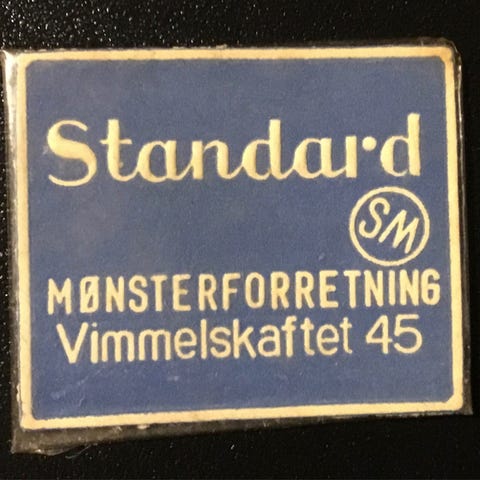 Standard
SM
MØNSTERFORRETNING
Vimmelskaftet 45